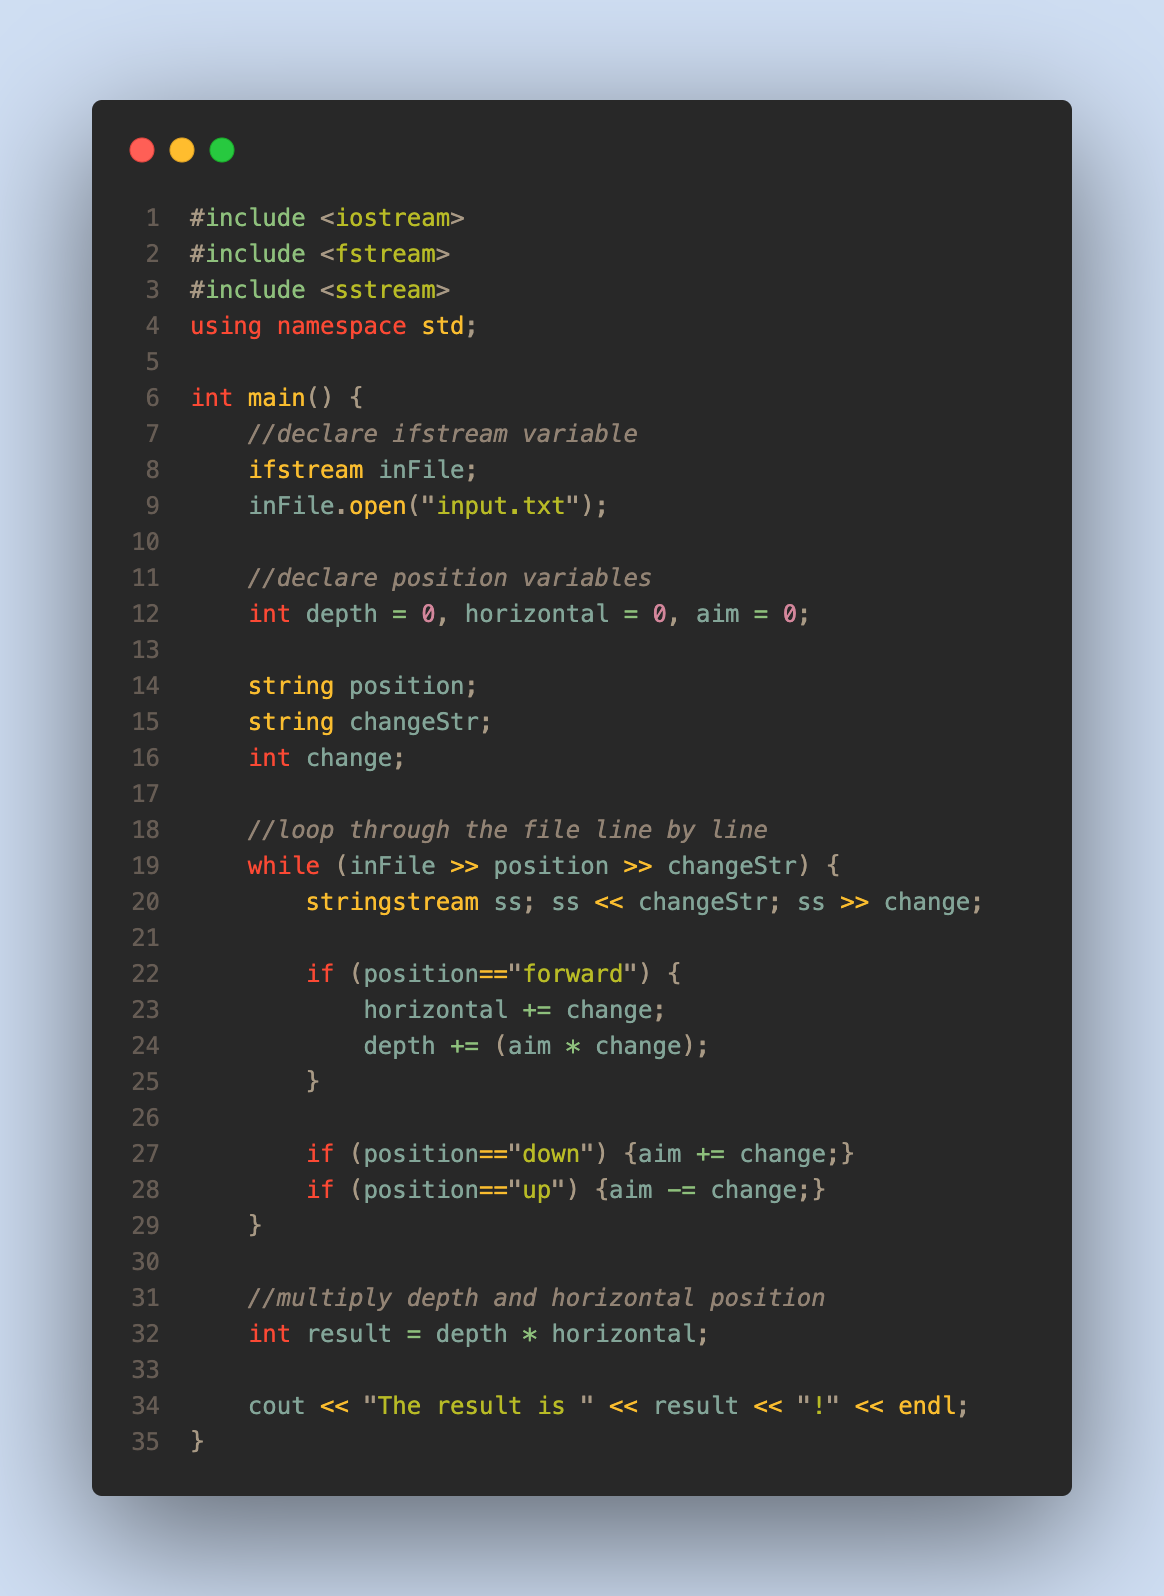 1 #include <iostream>
2 #include <fstream>
3 #include <sstream>
4 using namespace std;
5
6 int main() {
7     //declare ifstream variable
8     ifstream inFile;
9     inFile.open("input.txt");
10
11     //declare position variables
12     int depth = 0, horizontal = 0, aim = 0;
13
14     string position;
15     string changeStr;
16     int change;
17
18     //loop through the file line by line
19     while (inFile >> position >> changeStr) {
20         stringstream ss; ss << changeStr; ss >> change;
21
22         if (position=="forward") {
23             horizontal += change;
24             depth += (aim * change);
25         }
26
27         if (position=="down") {aim += change;}
28         if (position=="up") {aim -= change;}
29     }
30
31     //multiply depth and horizontal position
32     int result = depth * horizontal;
33
34     cout << "The result is " << result << "!" << endl;
35 }